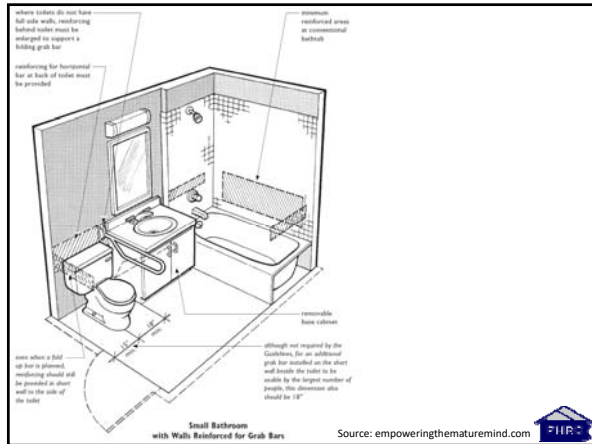 where toilets do not have
full side walls, reinforcing
behind toilet must be
enlarged to support a
folding grab bar
reinforcing for horizontal
bar at back of toilet must
be provided
minimum
reinforced areas
at conventional
bathtub
removable
base cabinet
15"
min.
18"
min.
even when a fold
up bar is planned,
reinforcing should still
be provided in short
wall to the side of
the toilet
although not required by the
Guidelines, for an additional
grab bar installed on the short
wall beside the toilet to be
usable by the largest number of
people, this dimension also
should be 18"
Small Bathroom
with Walls Reinforced for Grab Bars
Source: empoweringthematuremind.com
FHRC